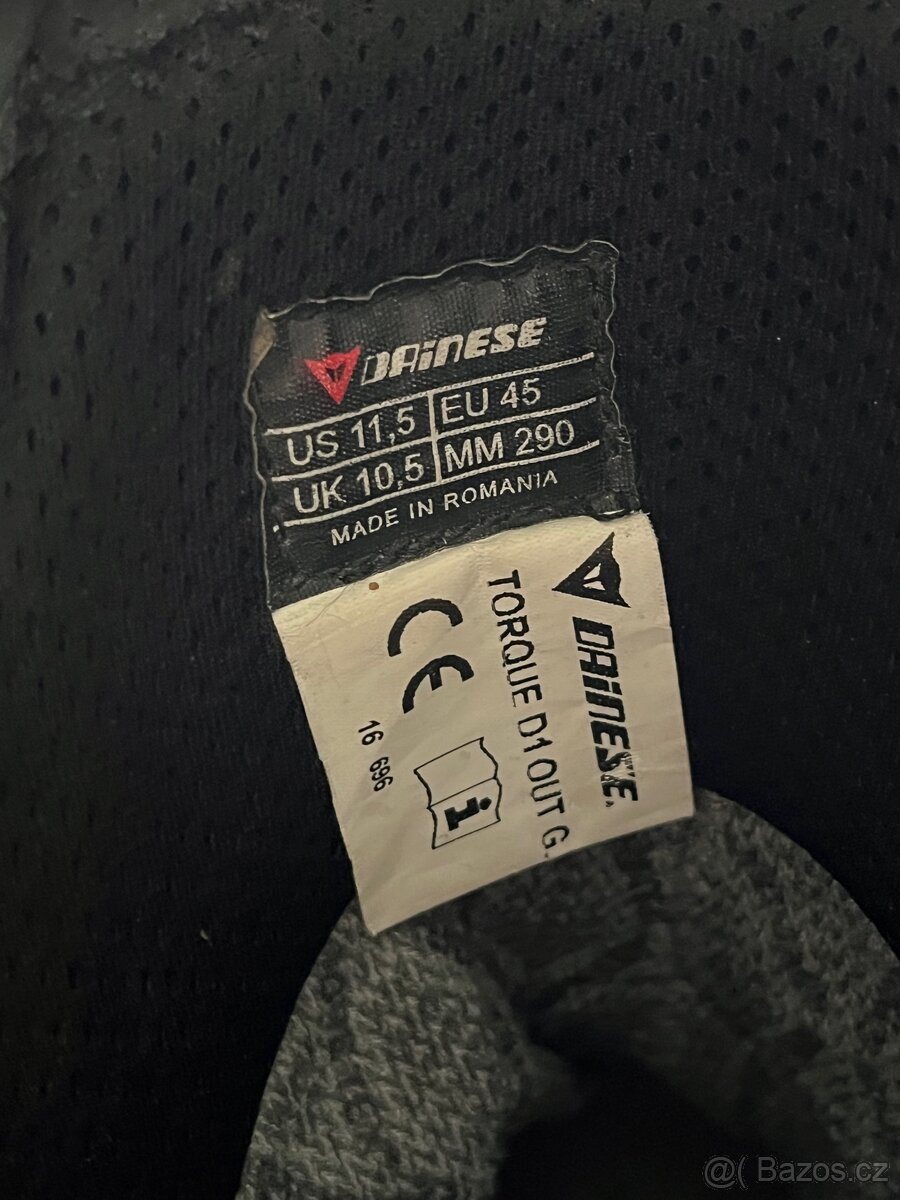 DAINESE
US 11,5 EU 45
UK 10,5 MM 290
MADE IN ROMANIA
DAINESE
TORQUE D1 OUT G.
CE
i
16 696
@( Bazos.cz